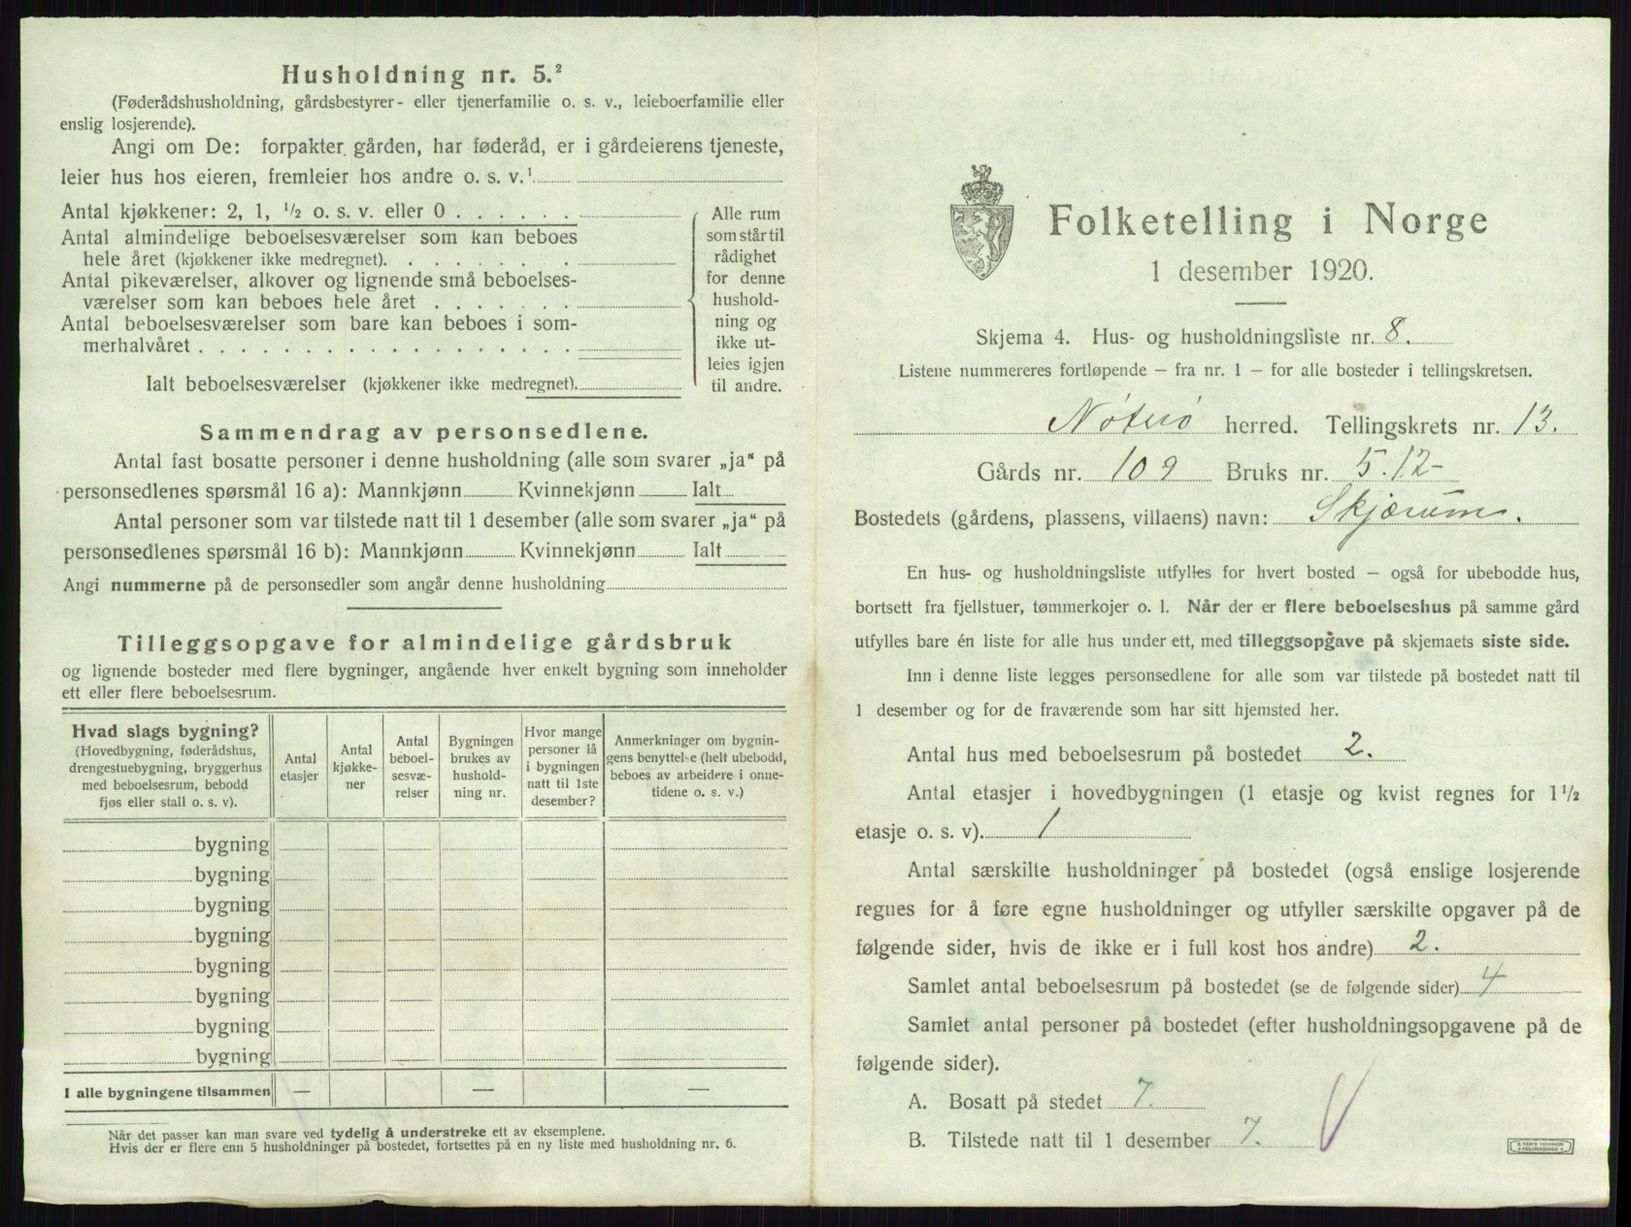 Husholdning nr. 5.²
(Føderådshusholdning, gårdsbestyrer- eller tjenerfamilie o. s. v., leieboerfamilie eller
enslig losjerende).
Angi om De: forpakter gården, har føderåd, er i gårdeierens tjeneste,
leier hus hos eieren, fremleier hos andre o. s. v.¹
Antal kjøkkener: 2, 1, ½ o. s. v. eller 0 . . . . . .
Antal almindelige beboelsesværelser som kan beboes
hele året (kjøkkener ikke medregnet). . . . . . . .
Antal pikeværelser, alkover og lignende små beboelses-
værelser som kan beboes hele året . . . . . . .
Antal beboelsesværelser som bare kan beboes i som-
merhalvåret . . . . . . . . . . . . . . . . . .
Ialt beboelsesværelser (kjøkkener ikke medregnet).
Alle rum
som står til
rådighet
for denne
hushold-
ning og
ikke ut-
leies igjen
til andre.
Sammendrag av personsedlene.
Antal fast bosatte personer i denne husholdning (alle som svarer „ja“ på
personsedlenes spørsmål 16 a): Mannkjønn Kvinnekjønn Ialt
Antal personer som var tilstede natt til 1 desember (alle som svarer „ja“ på
personsedlenes spørsmål 16 b): Mannkjønn Kvinnekjønn Ialt
Angi nummerne på de personsedler som angår denne husholdning
Tilleggsopgave for almindelige gårdsbruk
og lignende bosteder med flere bygninger, angående hver enkelt bygning som inneholder
ett eller flere beboelsesrum.
Hvad slags bygning?
(Hovedbygning, føderådshus,
drengestuebygning, bryggerhus
med beboelsesrum, bebodd
fjøs eller stall o. s. v).
Antal
etasjer
Antal
kjøkke-
ner
Antal
beboel-
sesvæ-
relser
Bygningen
brukes av
hushold-
ning nr.
Hvor mange
personer lå
i bygningen
natt til 1ste
desember?
Anmerkninger om bygnin-
gens benyttelse (helt ubebodd,
beboes av arbeidere i onne-
tidene o. s. v.)
bygning
bygning
bygning
bygning
bygning
bygning
bygning
bygning
I alle bygningene tilsammen — — —
Når det passer kan man svare ved tydelig å understreke ett av eksemplene.
Hvis der er flere enn 5 husholdninger på bostedet, fortsettes på en ny liste med husholdning nr. 6.
Folketelling i Norge
1 desember 1920.
Skjema 4. Hus- og husholdningsliste nr. 8.
Listene nummereres fortløpende — fra nr. 1 — for alle bosteder i tellingskretsen.
Nøterø herred. Tellingskrets nr. 13.
Gårds nr. 109 Bruks nr. 5.12-
Bostedets (gårdens, plassens, villaens) navn: Skjærum.
En hus- og husholdningsliste utfylles for hvert bosted — også for ubebodde hus,
bortsett fra fjellstuer, tømmerkojer o. l. Når der er flere beboelseshus på samme gård
utfylles bare én liste for alle hus under ett, med tilleggsopgave på skjemaets siste side.
Inn i denne liste legges personsedlene for alle som var tilstede på bostedet natt til
1 desember og for de fraværende som har sitt hjemsted her.
Antal hus med beboelsesrum på bostedet 2.
Antal etasjer i hovedbygningen (1 etasje og kvist regnes for 1½
etasje o. s. v). 1
Antal særskilte husholdninger på bostedet (også enslige losjerende
regnes for å føre egne husholdninger og utfyller særskilte opgaver på de
følgende sider, hvis de ikke er i full kost hos andre) 2.
Samlet antal beboelsesrum på bostedet (se de følgende sider) 4
Samlet antal personer på bostedet (efter husholdningsopgavene på de
følgende sider).
A. Bosatt på stedet 7.
B. Tilstede natt til 1 desember 7.